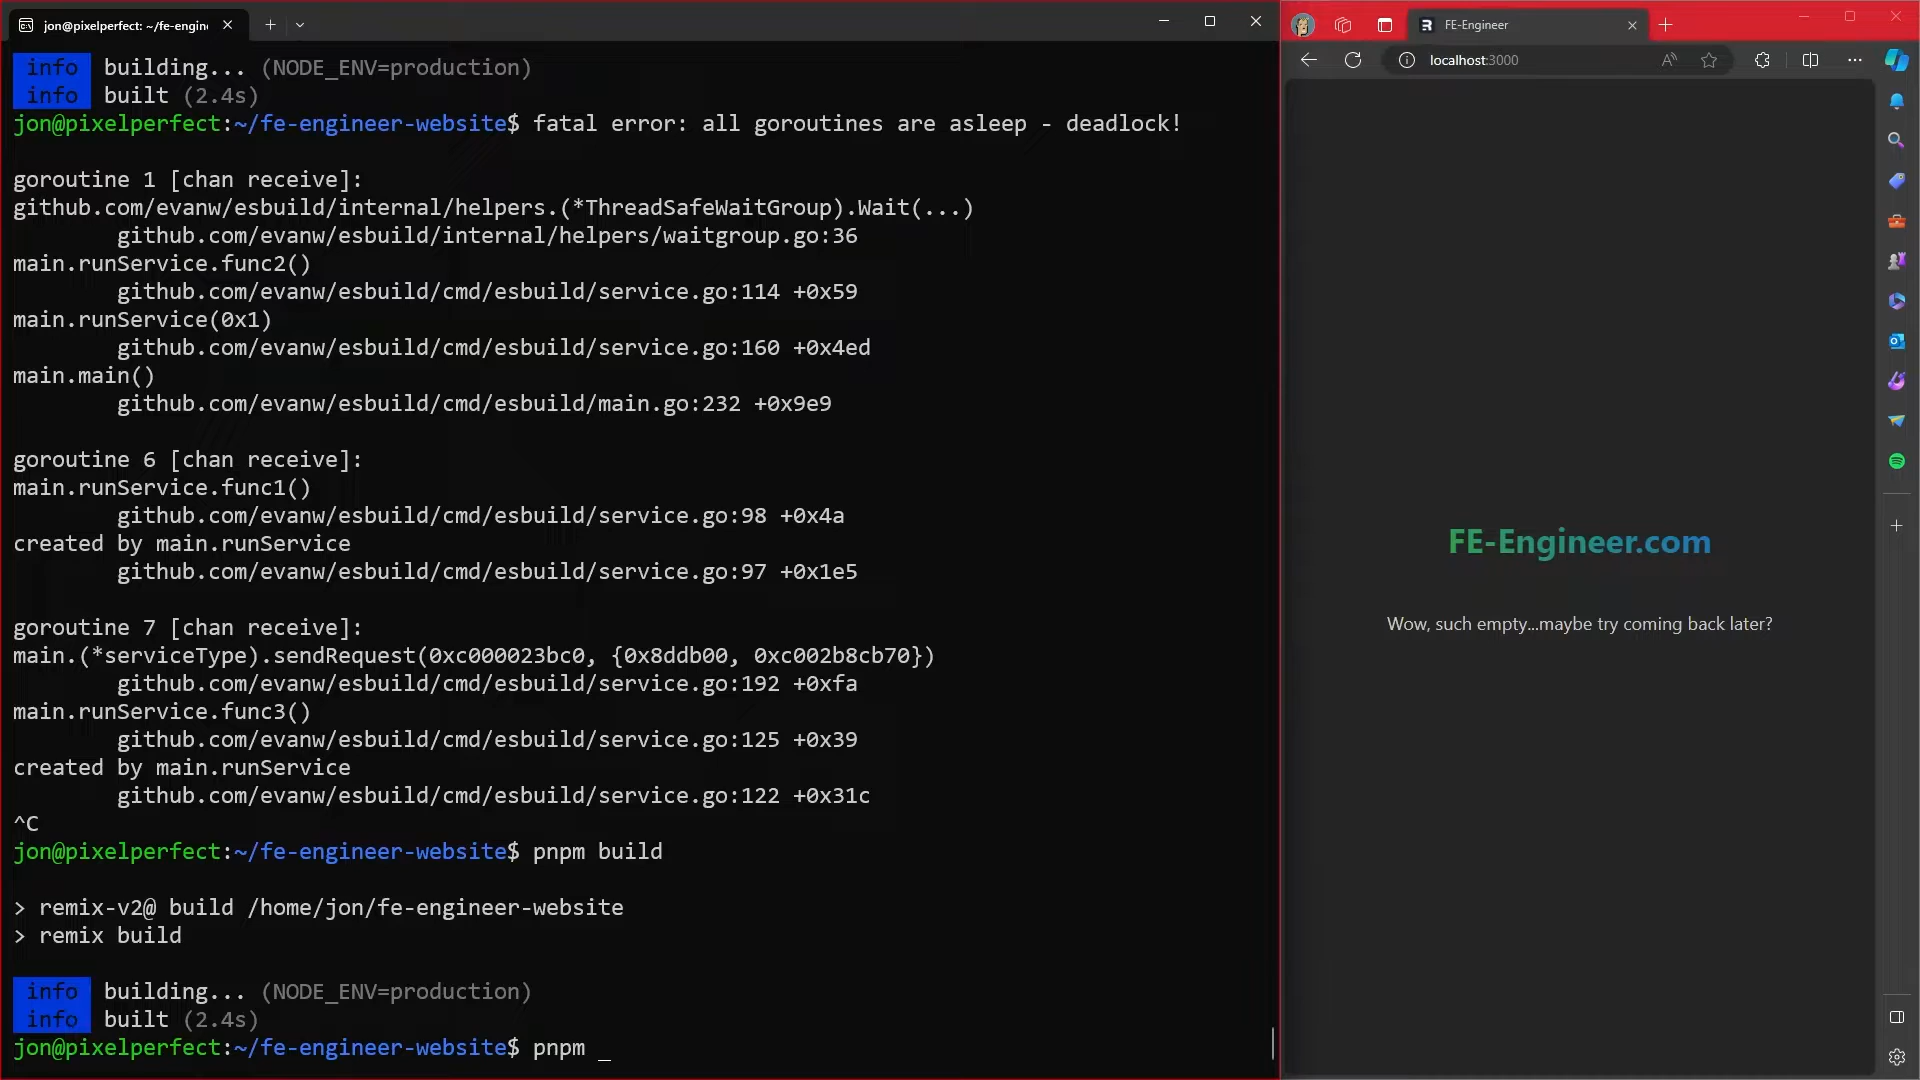 jon@pixelperfect: ~/fe-engin
info building... (NODE_ENV=production)
info built (2.4s)
jon@pixelperfect:~/fe-engineer-website$ fatal error: all goroutines are asleep - deadlock!
goroutine 1 [chan receive]:
github.com/evanw/esbuild/internal/helpers.(*ThreadSafeWaitGroup).Wait(...)
github.com/evanw/esbuild/internal/helpers/waitgroup.go:36
main.runService.func2()
github.com/evanw/esbuild/cmd/esbuild/service.go:114 +0x59
main.runService(0x1)
github.com/evanw/esbuild/cmd/esbuild/service.go:160 +0x4ed
main.main()
github.com/evanw/esbuild/cmd/esbuild/main.go:232 +0x9e9
goroutine 6 [chan receive]:
main.runService.func1()
github.com/evanw/esbuild/cmd/esbuild/service.go:98 +0x4a
created by main.runService
github.com/evanw/esbuild/cmd/esbuild/service.go:97 +0x1e5
goroutine 7 [chan receive]:
main.(*serviceType).sendRequest(0xc000023bc0, {0x8ddb00, 0xc002b8cb70})
github.com/evanw/esbuild/cmd/esbuild/service.go:192 +0xfa
main.runService.func3()
github.com/evanw/esbuild/cmd/esbuild/service.go:125 +0x39
created by main.runService
github.com/evanw/esbuild/cmd/esbuild/service.go:122 +0x31c
^C
jon@pixelperfect:~/fe-engineer-website$ pnpm build
> remix-v2@ build /home/jon/fe-engineer-website
> remix build
info building... (NODE_ENV=production)
info built (2.4s)
jon@pixelperfect:~/fe-engineer-website$ pnpm _
FE-Engineer
localhost:3000
FE-Engineer.com
Wow, such empty...maybe try coming back later?